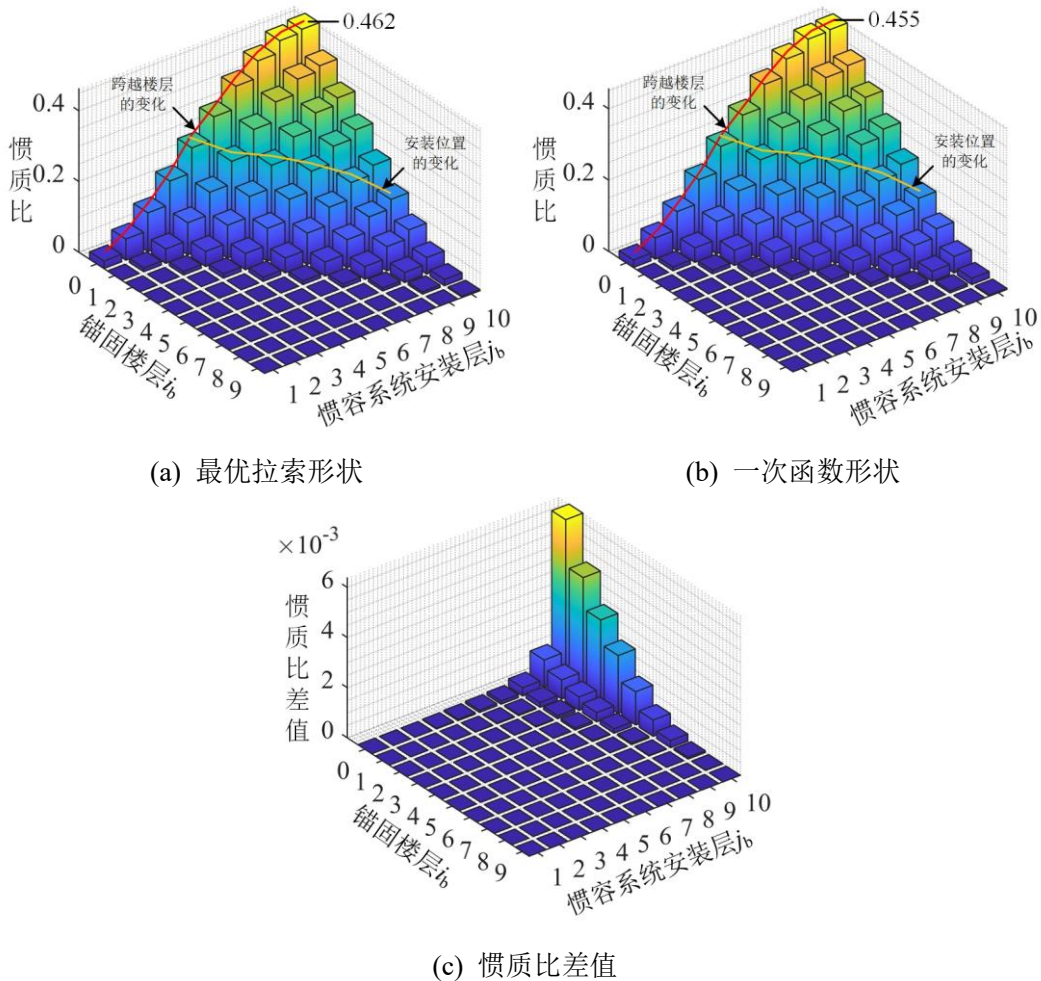 0.462
跨越楼层
的变化
安装位置
的变化
惯质比
0.4
0.2
0
0 1 2 3 4 5 6 7 8 9
锚固楼层i_b
1 2 3 4 5 6 7 8 9 10
惯容系统安装层j_b
(a) 最优拉索形状
0.455
跨越楼层
的变化
安装位置
的变化
惯质比
0.4
0.2
0
0 1 2 3 4 5 6 7 8 9
锚固楼层i_b
1 2 3 4 5 6 7 8 9 10
惯容系统安装层j_b
(b) 一次函数形状
×10^-3
惯质比差值
6
4
2
0
0 1 2 3 4 5 6 7 8 9
锚固楼层i_b
1 2 3 4 5 6 7 8 9 10
惯容系统安装层j_b
(c) 惯质比差值